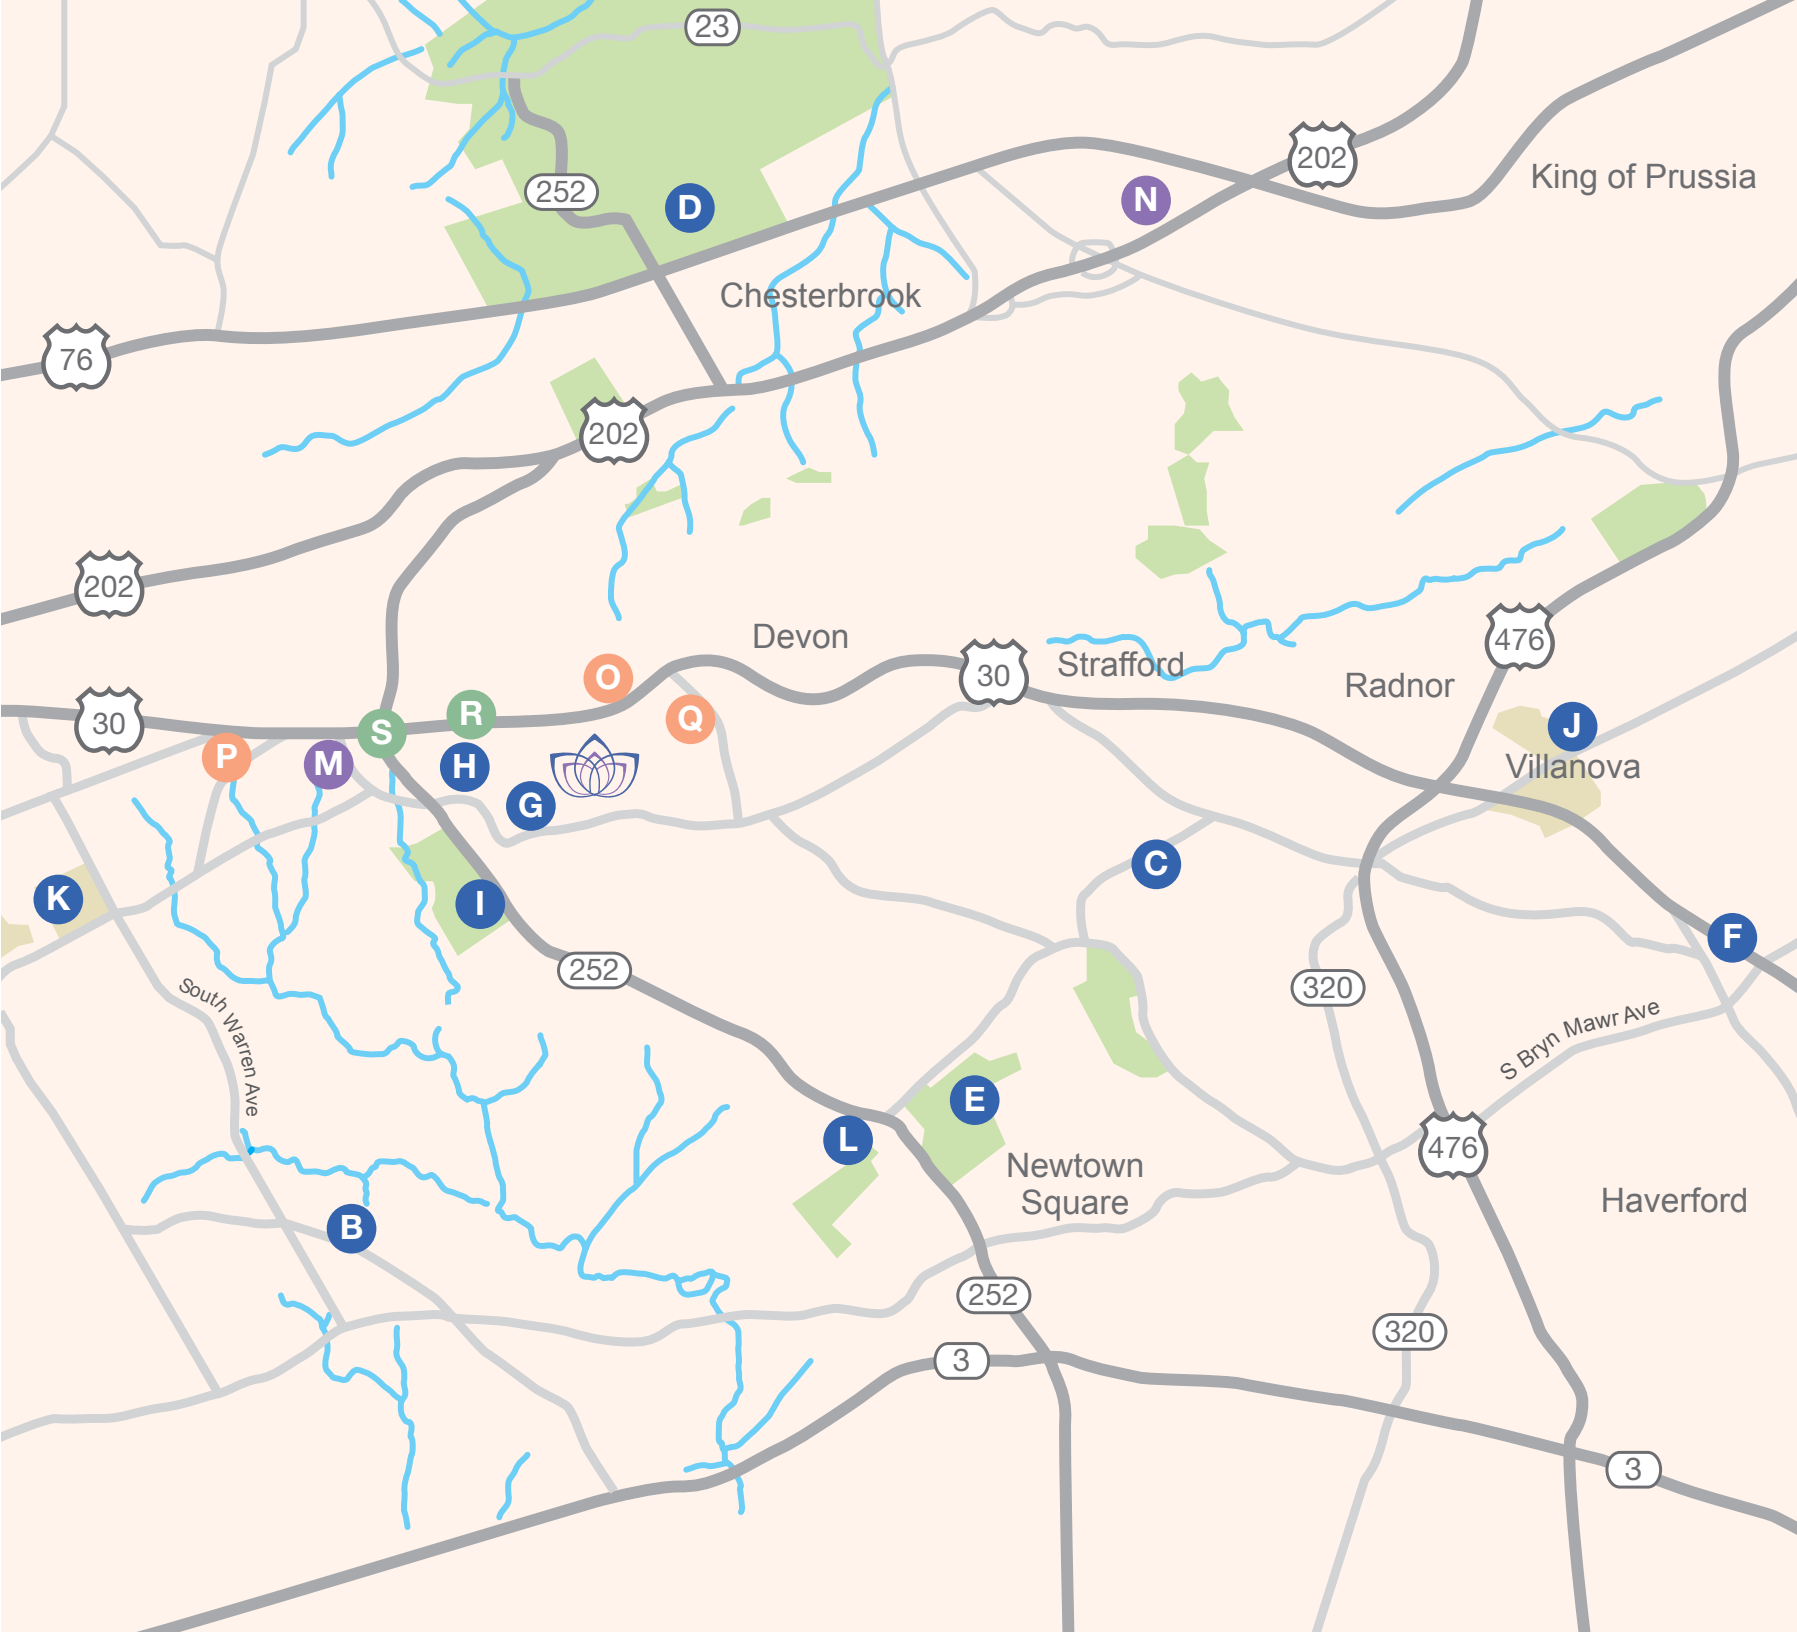 23
202
King of Prussia
252
D
N
Chesterbrook
76
202
202
Devon
30
Strafford
476
Radnor
O
R
Q
30
S
J
P
M
H
Villanova
G
C
K
I
F
252
320
South Warren Ave
S Bryn Mawr Ave
E
L
476
Newtown
Square
Haverford
B
252
320
3
3